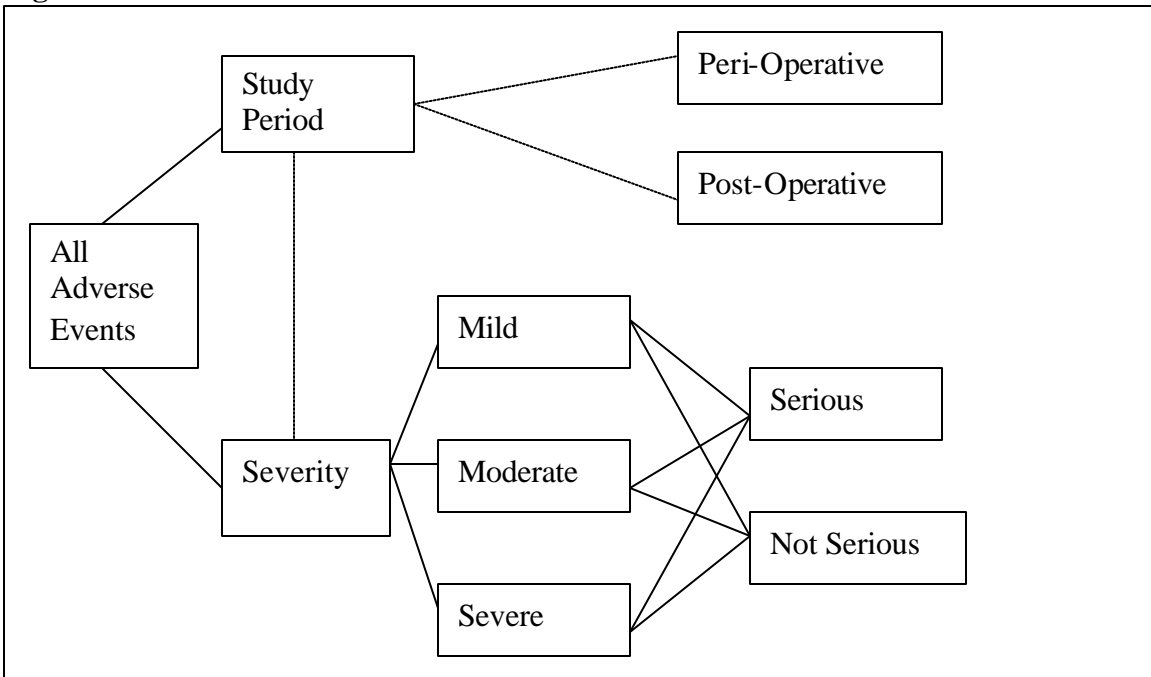 Study
Period
Peri-Operative
Post-Operative
All
Adverse
Events
Mild
Serious
Severity
Moderate
Not Serious
Severe